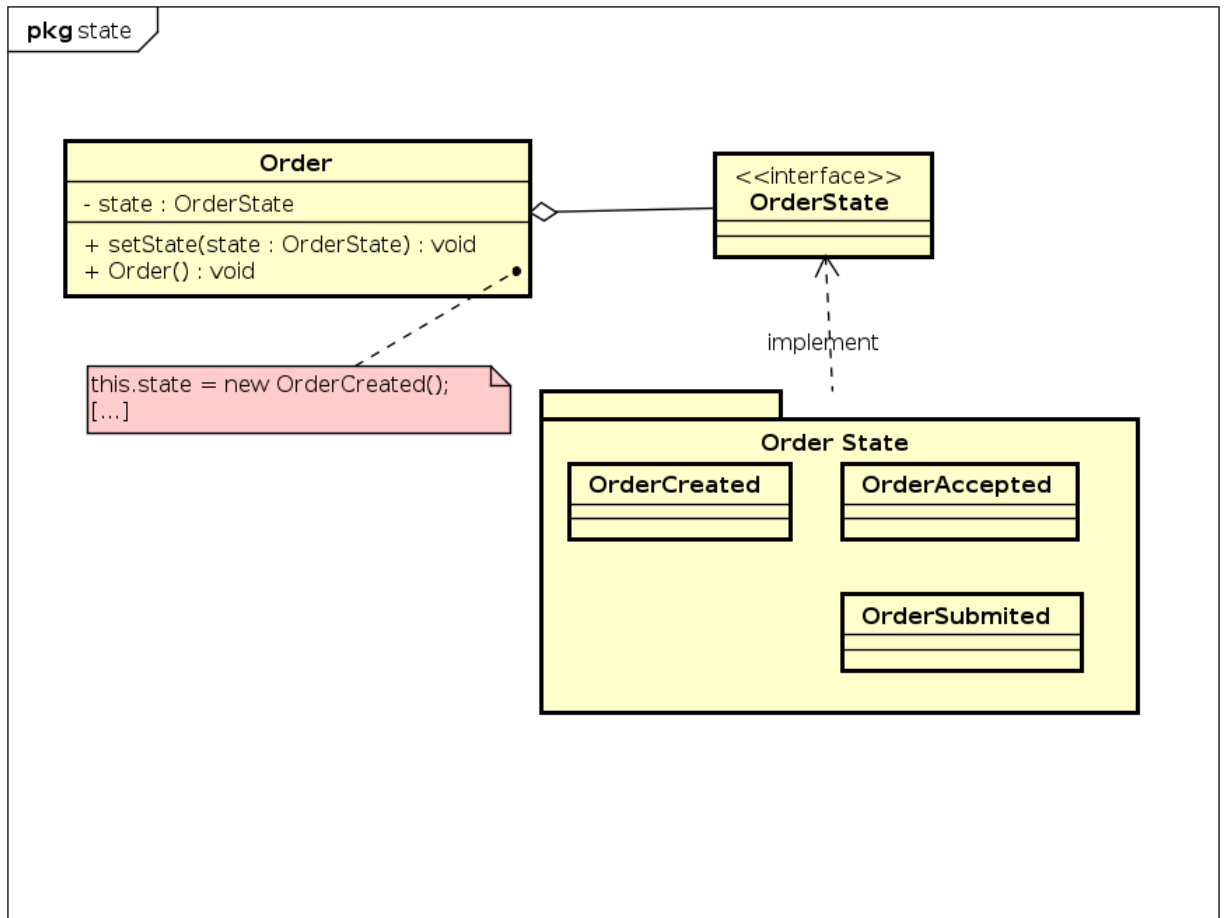 pkg state
Order
- state : OrderState
+ setState(state : OrderState) : void
+ Order() : void
<<interface>>
OrderState
implement
this.state = new OrderCreated();
[...]
Order State
OrderCreated
OrderAccepted
OrderSubmited